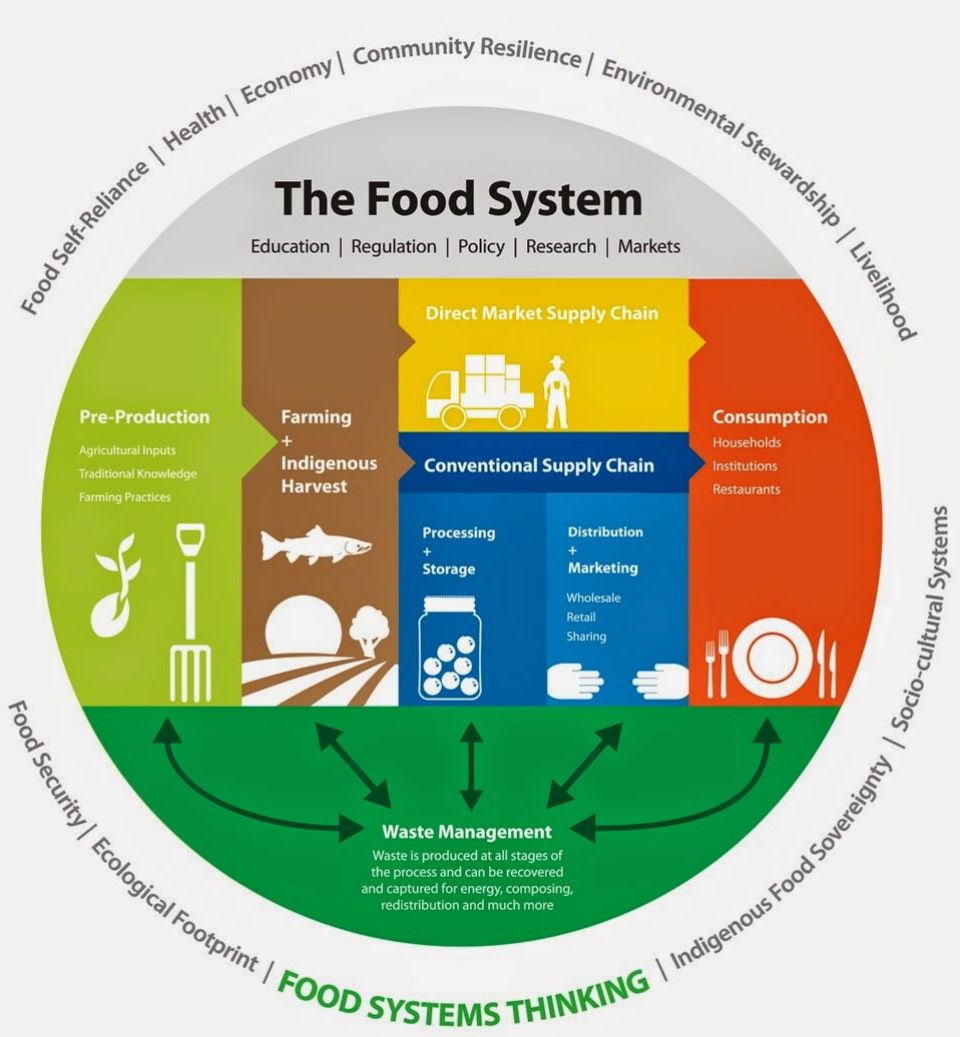 Food Self-Reliance | Health | Economy | Community Resilience | Environmental Stewardship | Livelihood
The Food System
Education | Regulation | Policy | Research | Markets
Direct Market Supply Chain
Pre-Production
Agricultural Inputs
Traditional Knowledge
Farming Practices
Farming
+
Indigenous
Harvest
Conventional Supply Chain
Processing
+
Storage
Distribution
+
Marketing
Wholesale
Retail
Sharing
Consumption
Households
Institutions
Restaurants
Waste Management
Waste is produced at all stages of
the process and can be recovered
and captured for energy, composing,
redistribution and much more
Food Security | Ecological Footprint | FOOD SYSTEMS THINKING | Indigenous Food Sovereignty | Socio-cultural Systems